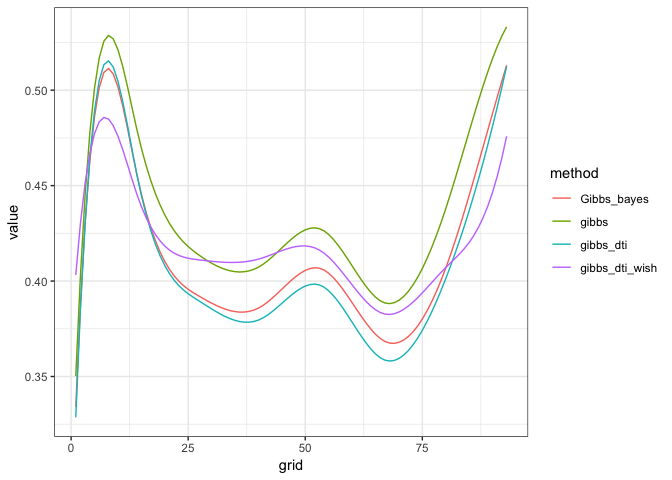 0.50
0.45
0.40
0.35
value
0
25
50
75
grid
method
Gibbs_bayes
gibbs
gibbs_dti
gibbs_dti_wish